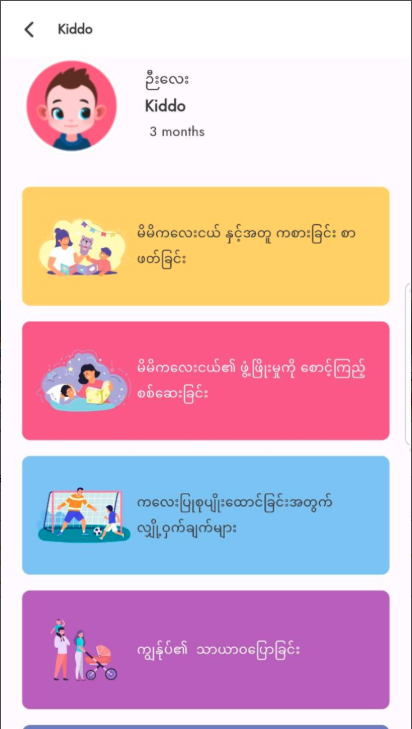 Kiddo
ဦးလေး
Kiddo
3 months
မိမိကလေးငယ် နှင့်အတူ ကစားခြင်း စာ
ဖတ်ခြင်း
မိမိကလေးငယ်၏ ဖွံ့ဖြိုးမှုကို စောင့်ကြည့်
စစ်ဆေးခြင်း
ကလေးပြုစုပျိုးထောင်ခြင်းအတွက်
လျှို့ဝှက်ချက်များ
ကျွန်ုပ်၏ သာယာဝပြောခြင်း